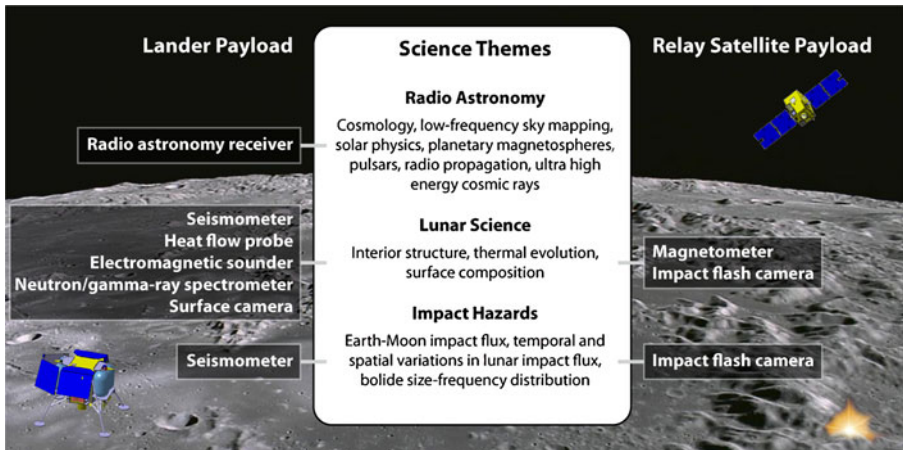 Lander Payload
Science Themes
Relay Satellite Payload
Radio Astronomy
Cosmology, low-frequency sky mapping,
solar physics, planetary magnetospheres,
pulsars, radio propagation, ultra high
energy cosmic rays
Radio astronomy receiver
Lunar Science
Interior structure, thermal evolution,
surface composition
Seismometer
Heat flow probe
Electromagnetic sounder
Neutron/gamma-ray spectrometer
Surface camera
Magnetometer
Impact flash camera
Impact Hazards
Earth-Moon impact flux, temporal and
spatial variations in lunar impact flux,
bolide size-frequency distribution
Seismometer
Impact flash camera